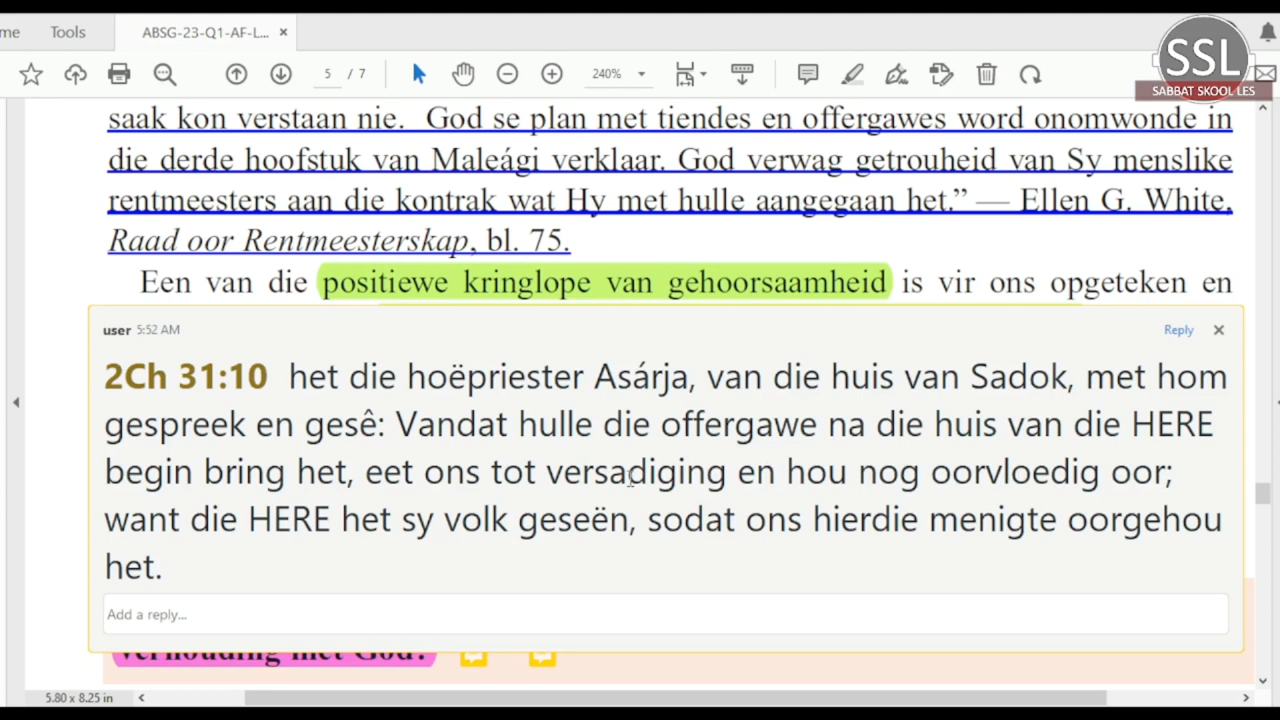 me
Tools
ABSG-23-Q1-AF-L... ×
SSL
SABBAT SKOOL LES
5 / 7
240%
saak kon verstaan nie. God se plan met tiendes en offergawes word onomwonde in
die derde hoofstuk van Maleági verklaar. God verwag getrouheid van Sy menslike
rentmeesters aan die kontrak wat Hy met hulle aangegaan het.” — Ellen G. White,
Raad oor Rentmeesterskap, bl. 75.
Een van die positiewe kringlope van gehoorsaamheid is vir ons opgeteken en
user 5:52 AM
Reply ×
2Ch 31:10 het die hoëpriester Asárja, van die huis van Sadok, met hom
gespreek en gesê: Vandat hulle die offergawe na die huis van die HERE
begin bring het, eet ons tot versadiging en hou nog oorvloedig oor;
want die HERE het sy volk geseën, sodat ons hierdie menigte oorgehou
het.
Add a reply...
verhouding met God?
5.80 x 8.25 in